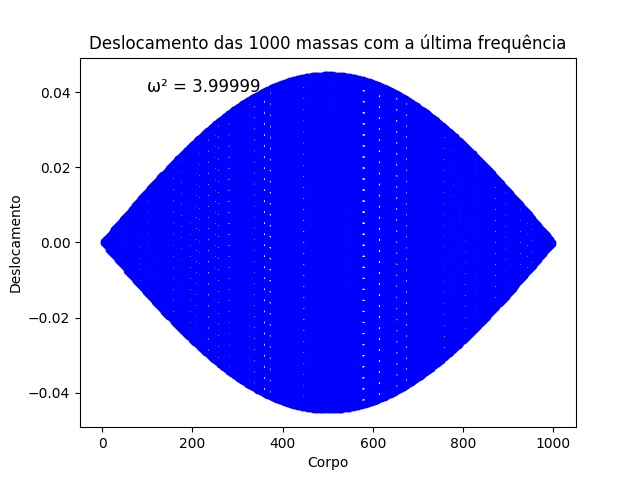 Deslocamento das 1000 massas com a última frequência
ω² = 3.99999
0.04
0.02
0.00
−0.02
−0.04
Deslocamento
0
200
400
600
800
1000
Corpo